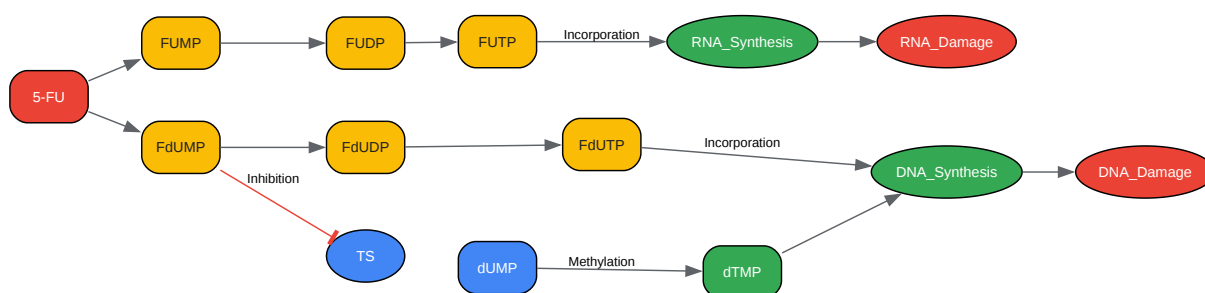 FUMP
FUDP
FUTP
Incorporation
RNA_Synthesis
RNA_Damage
5-FU
FdUMP
FdUDP
FdUTP
Incorporation
DNA_Synthesis
DNA_Damage
Inhibition
TS
dUMP
Methylation
dTMP